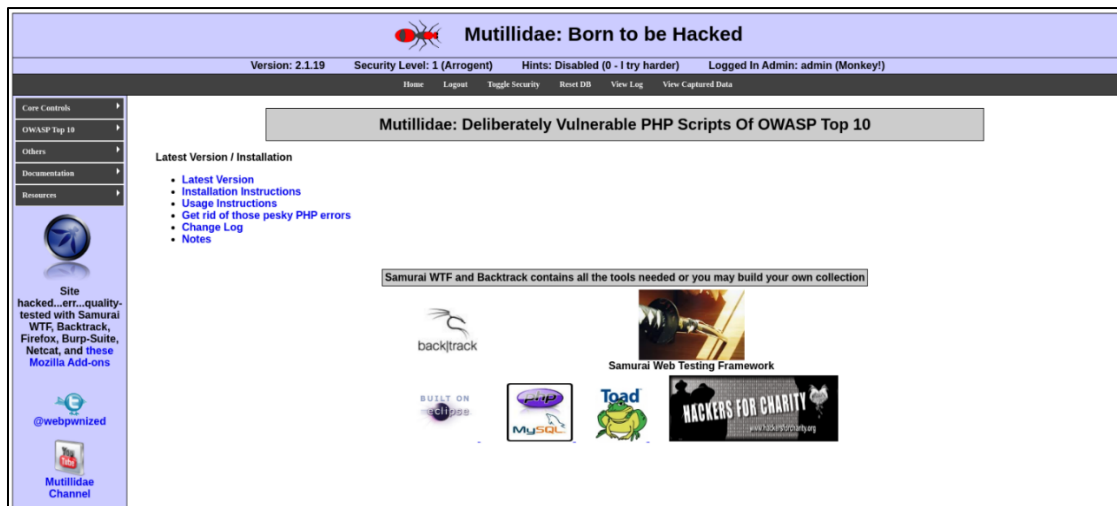 Mutillidae: Born to be Hacked
Version: 2.1.19 Security Level: 1 (Arrogent) Hints: Disabled (0 - I try harder) Logged In Admin: admin (Monkey!)
Home Logout Toggle Security Reset DB View Log View Captured Data
Core Controls
OWASP Top 10
Others
Documentation
Resources
Site
hacked...err...quality-
tested with Samurai
WTF, Backtrack,
Firefox, Burp-Suite,
Netcat, and these
Mozilla Add-ons
@webpwnized
You
Tube
Mutillidae
Channel
Mutillidae: Deliberately Vulnerable PHP Scripts Of OWASP Top 10
Latest Version / Installation
Latest Version
Installation Instructions
Usage Instructions
Get rid of those pesky PHP errors
Change Log
Notes
Samurai WTF and Backtrack contains all the tools needed or you may build your own collection
back|track
Samurai Web Testing Framework
BUILT ON
eclipse
php
MySQL
Toad
HACKERS FOR CHARITY
www.hackersforcharity.org